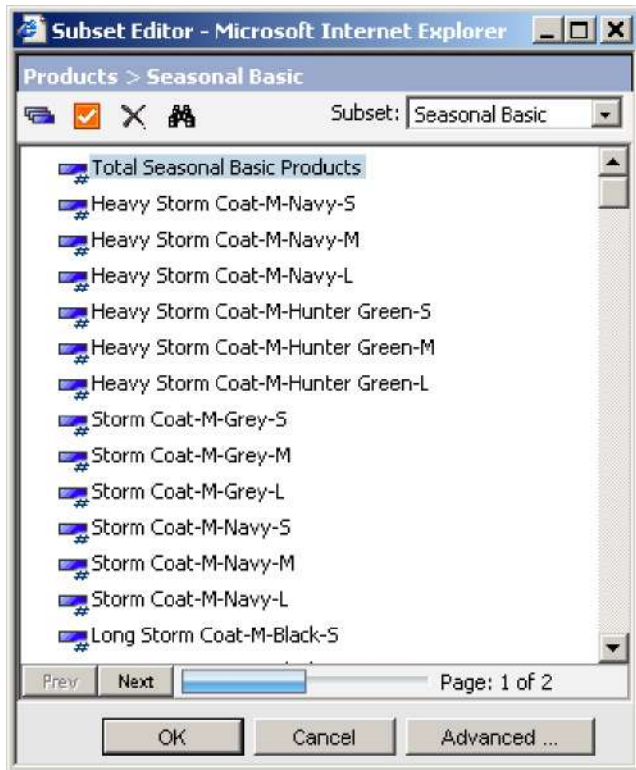 Subset Editor - Microsoft Internet Explorer
Products > Seasonal Basic
Subset: Seasonal Basic
Total Seasonal Basic Products
Heavy Storm Coat-M-Navy-S
Heavy Storm Coat-M-Navy-M
Heavy Storm Coat-M-Navy-L
Heavy Storm Coat-M-Hunter Green-S
Heavy Storm Coat-M-Hunter Green-M
Heavy Storm Coat-M-Hunter Green-L
Storm Coat-M-Grey-S
Storm Coat-M-Grey-M
Storm Coat-M-Grey-L
Storm Coat-M-Navy-S
Storm Coat-M-Navy-M
Storm Coat-M-Navy-L
Long Storm Coat-M-Black-S
Prev Next Page: 1 of 2
OK Cancel Advanced ...